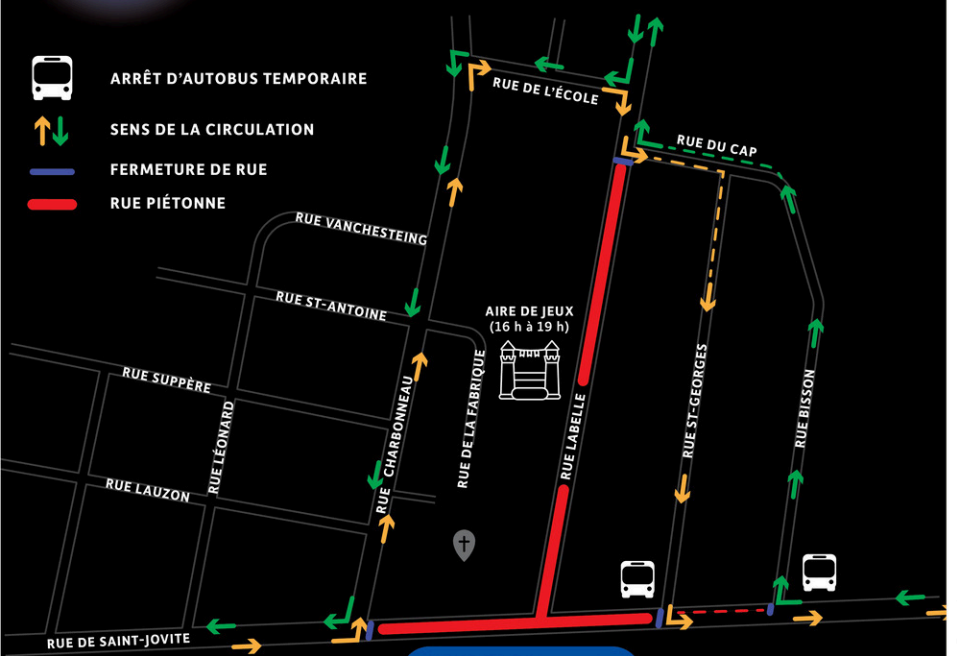 ARRÊT D'AUTOBUS TEMPORAIRE
SENS DE LA CIRCULATION
FERMETURE DE RUE
RUE PIÉTONNE
RUE DE L'ÉCOLE
RUE DU CAP
RUE VANCHESTEING
RUE ST-ANTOINE
AIRE DE JEUX
(16 h à 19 h)
RUE SUPPÈRE
RUE LÉONARD
RUE CHARBONNEAU
RUE DE LA FABRIQUE
RUE LABELLE
RUE ST-GEORGES
RUE BISSON
RUE LAUZON
RUE DE SAINT-JOVITE